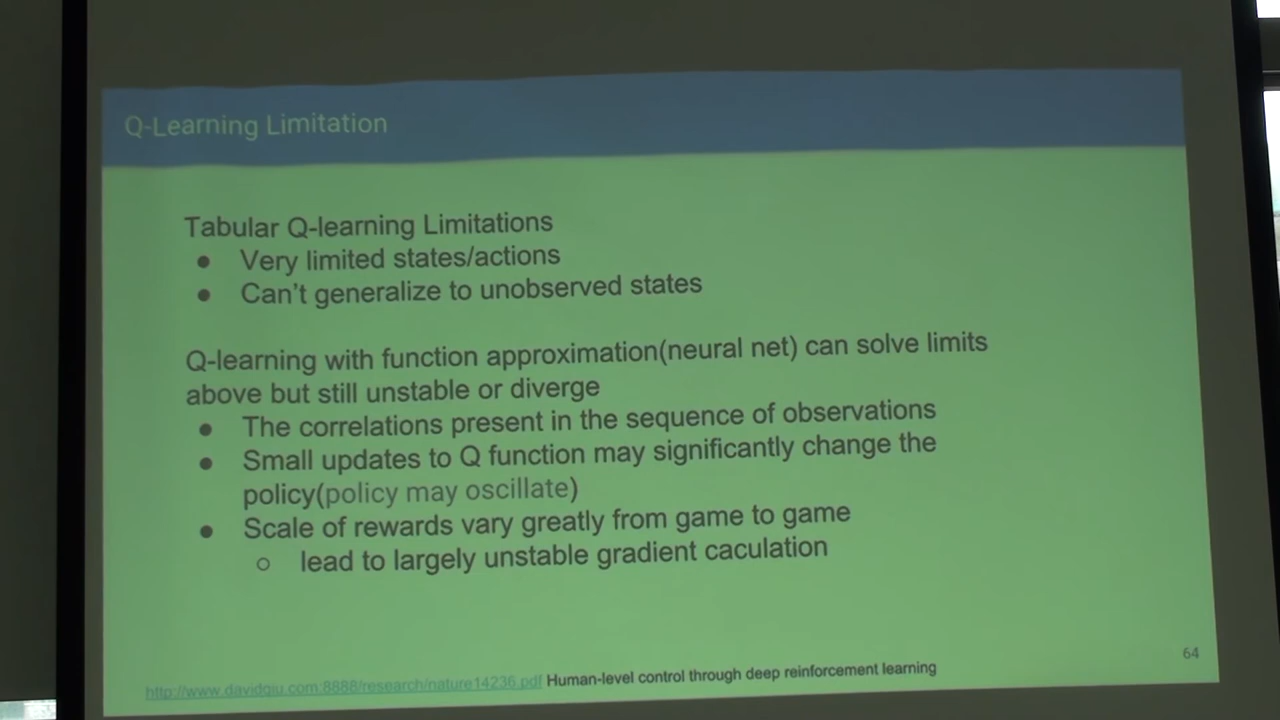 Q-Learning Limitation
Tabular Q-learning Limitations
● Very limited states/actions
● Can't generalize to unobserved states
Q-learning with function approximation(neural net) can solve limits
above but still unstable or diverge
● The correlations present in the sequence of observations
● Small updates to Q function may significantly change the
policy(policy may oscillate)
● Scale of rewards vary greatly from game to game
○ lead to largely unstable gradient caculation
64
http://www.davidqiu.com:8888/research/nature14236.pdf Human-level control through deep reinforcement learning